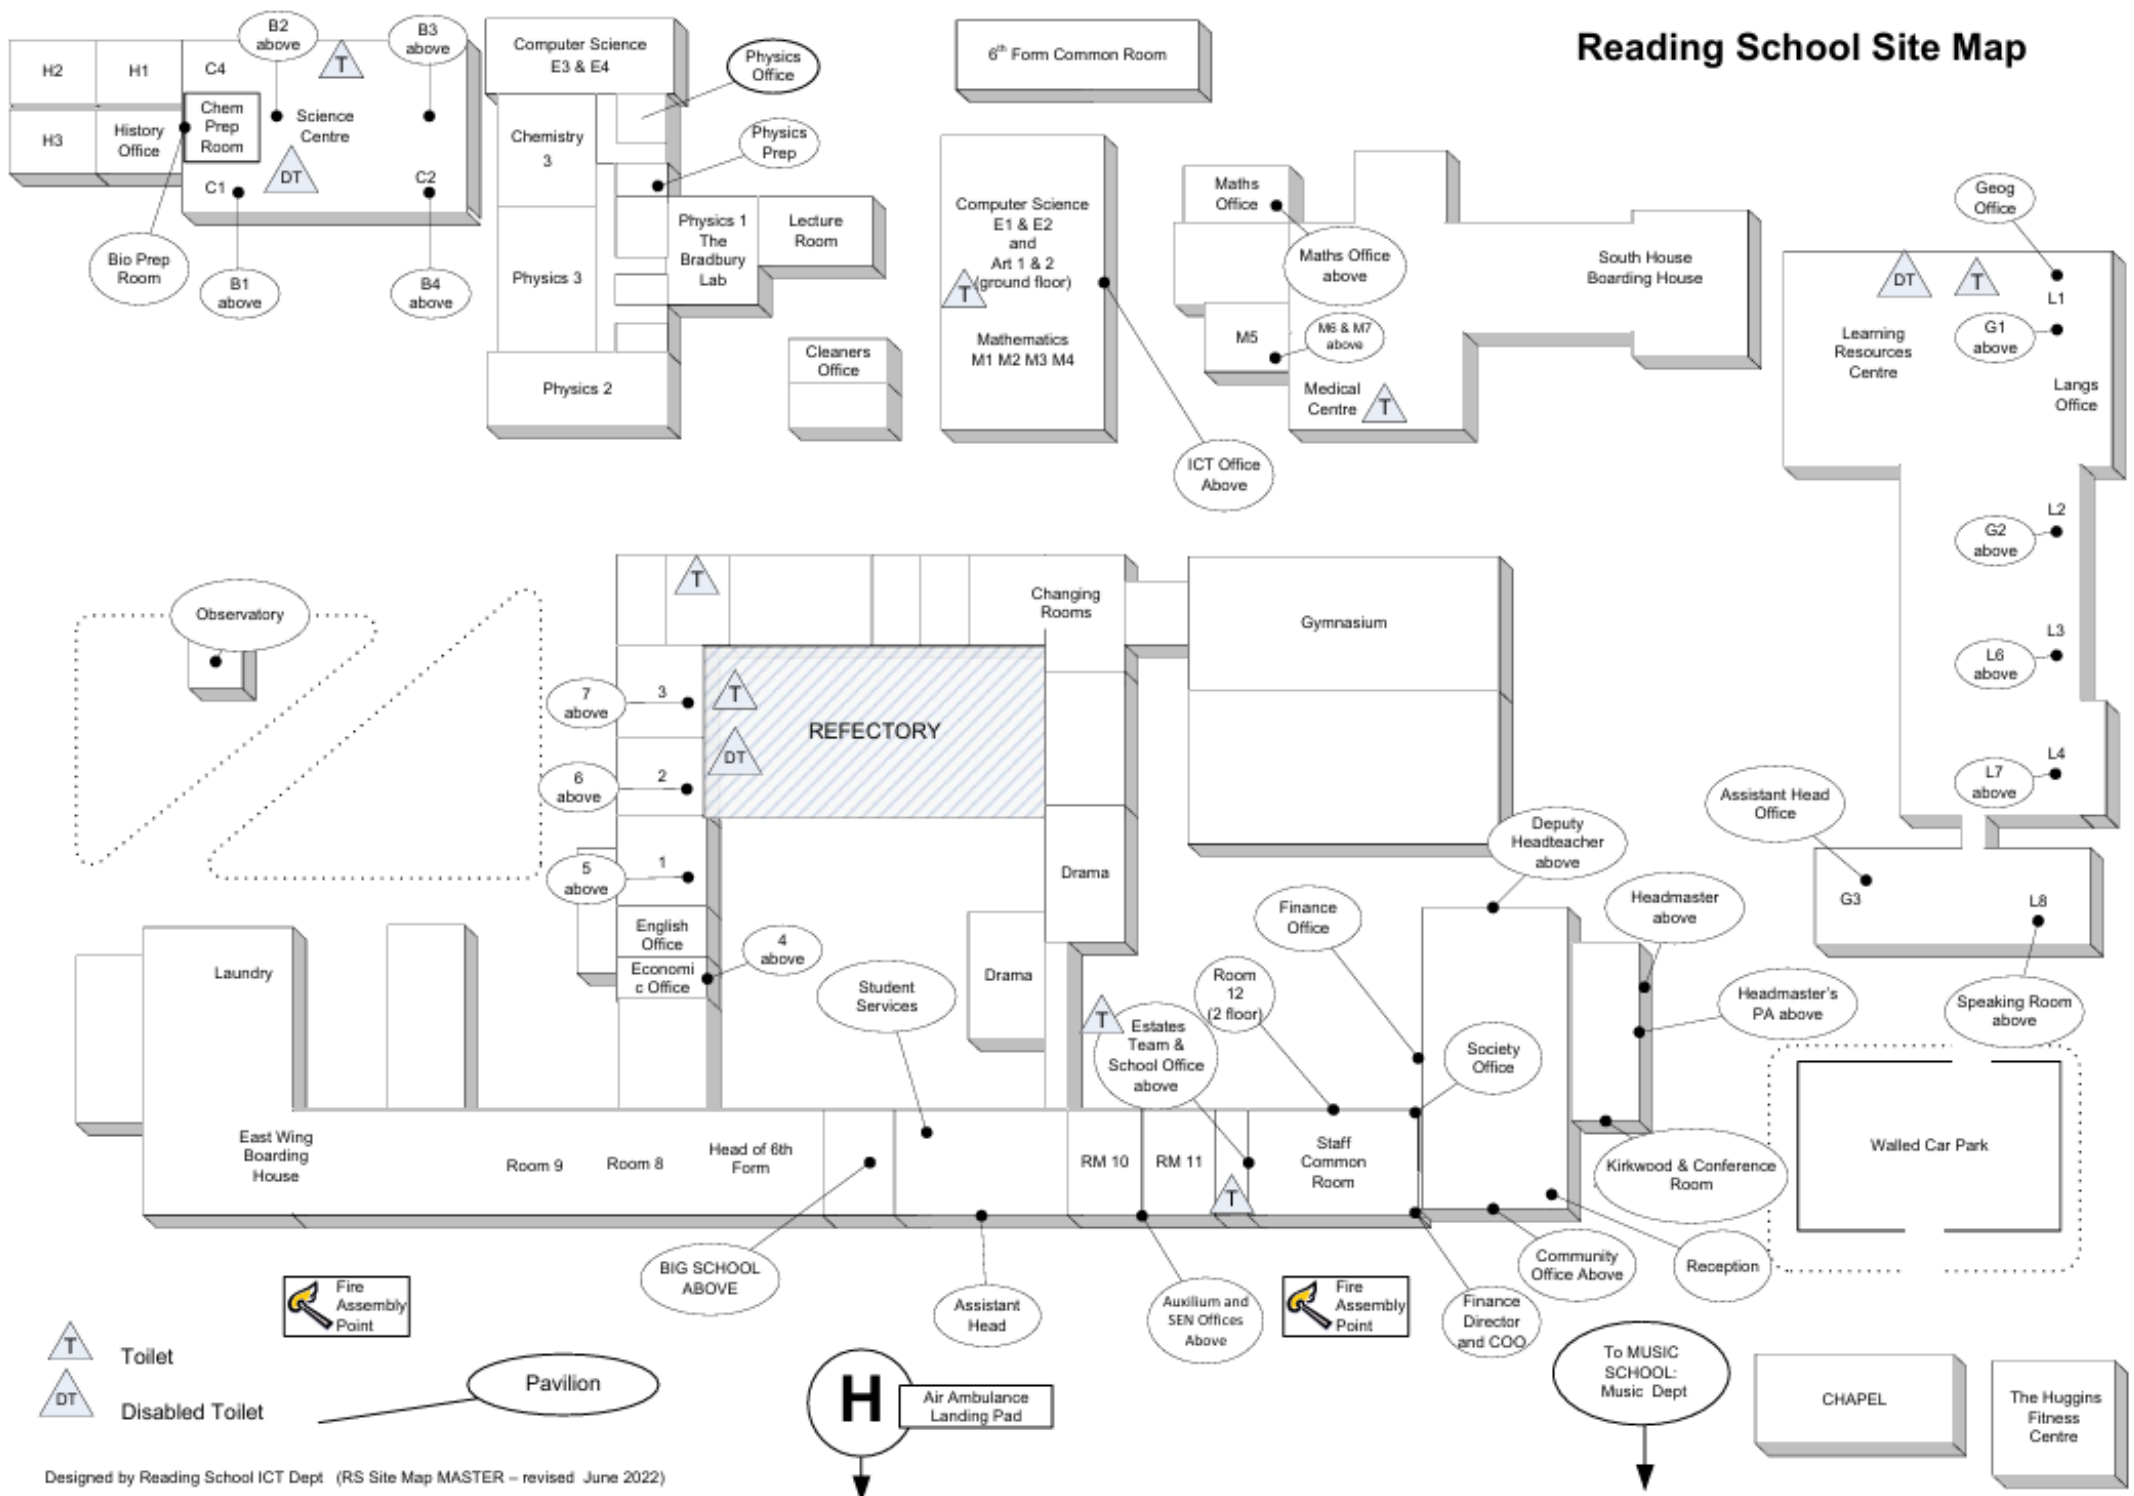 Reading School Site Map
B2
above
B3
above
T
H2
H1
C4
H3
History
Office
Chem
Prep
Room
Science
Centre
DT
C1
C2
Bio Prep
Room
B1
above
B4
above
Computer Science
E3 & E4
Physics
Office
Chemistry
3
Physics
Prep
Physics 1
The
Bradbury
Lab
Lecture
Room
Physics 3
Physics 2
Cleaners
Office
6th Form Common Room
Computer Science
E1 & E2
and
Art 1 & 2
(ground floor)
T
Mathematics
M1 M2 M3 M4
ICT Office
Above
Maths
Office
Maths Office
above
M5
M6 & M7
above
Medical
Centre
T
South House
Boarding House
Geog
Office
DT
T
L1
G1
above
Learning
Resources
Centre
Langs
Office
L2
G2
above
L3
L6
above
L4
L7
above
Assistant Head
Office
G3
L8
Speaking Room
above
Observatory
T
Changing
Rooms
Gymnasium
7
above
3
T
REFECTORY
DT
6
above
2
5
above
1
English
Office
Economi
c Office
4
above
Drama
Drama
Student
Services
Laundry
East Wing
Boarding
House
Room 9
Room 8
Head of 6th
Form
RM 10
RM 11
T
Estates
Team &
School Office
above
Room
12
(2 floor)
Finance
Office
Deputy
Headteacher
above
Headmaster
above
Headmaster's
PA above
Society
Office
Staff
Common
Room
T
Kirkwood & Conference
Room
Walled Car Park
BIG SCHOOL
ABOVE
Assistant
Head
Auxilium and
SEN Offices
Above
Fire
Assembly
Point
Fire
Assembly
Point
Finance
Director
and COO
Community
Office Above
Reception
T
Toilet
DT
Disabled Toilet
Pavilion
H
Air Ambulance
Landing Pad
To MUSIC
SCHOOL:
Music Dept
CHAPEL
The Huggins
Fitness
Centre
Designed by Reading School ICT Dept (RS Site Map MASTER – revised June 2022)